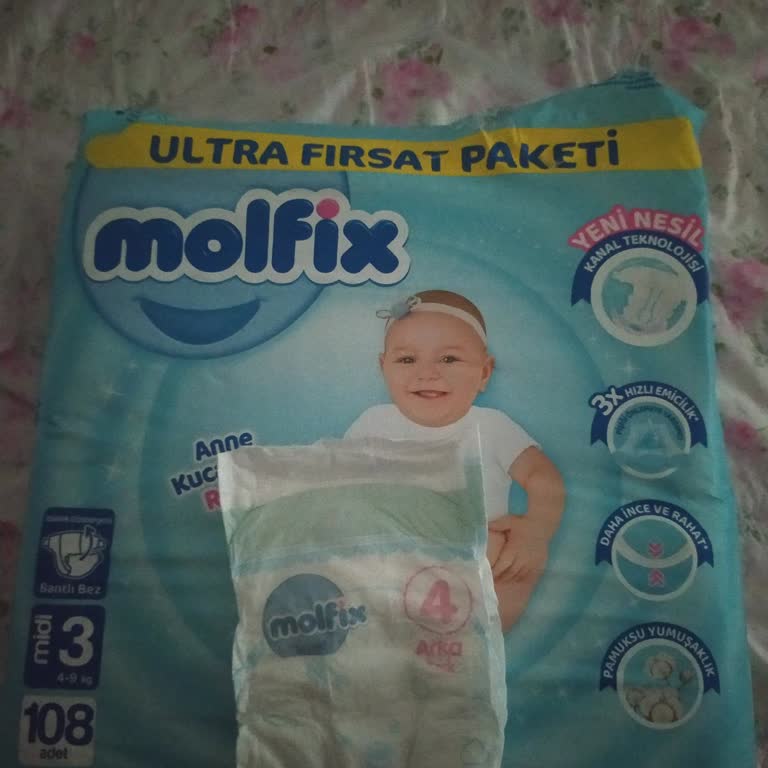 ULTRA FIRSAT PAKETİ
molfix
YENİ NESİL
KANAL TEKNOLOJİSİ
3X HIZLI EMİCİLİK*
Anne
DAHA İNCE VE RAHAT*
Bantlı Bez
molfix
4
Arka
midi
3
4-9 kg
PAMUKSU YUMUŞAKLIK
108
adet